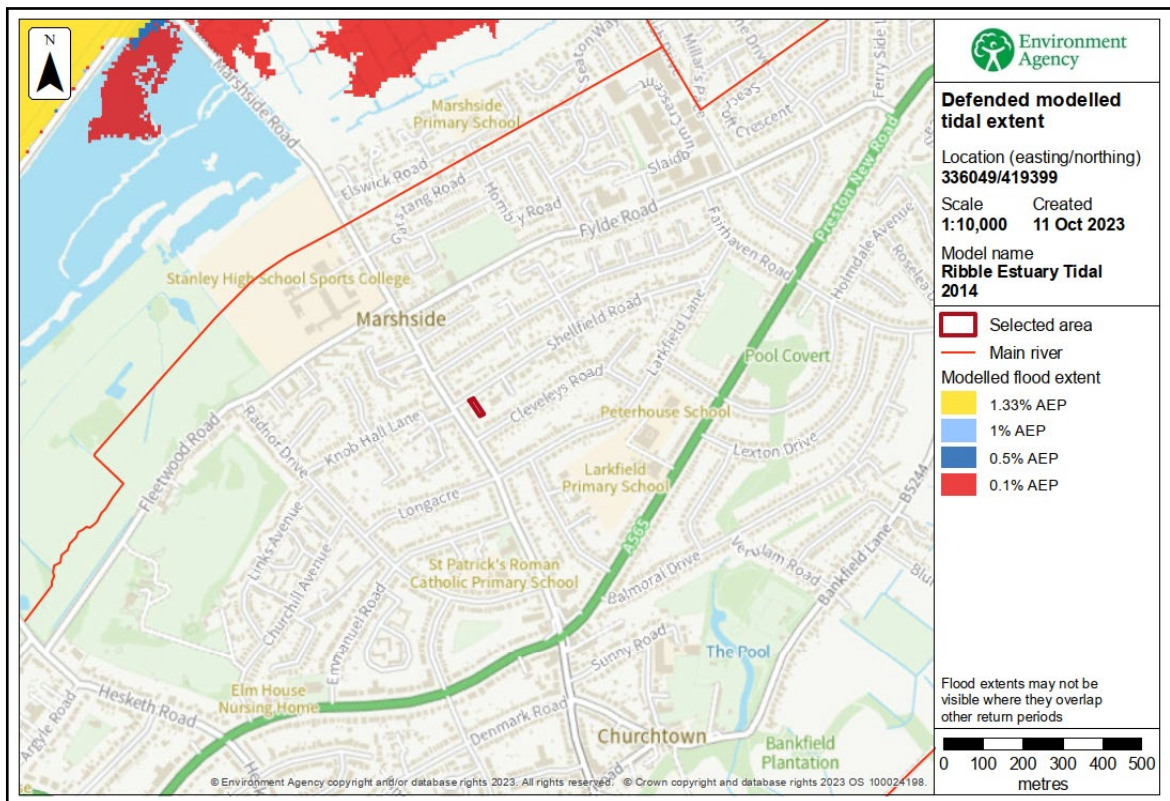 N
Marshside Road
Marshside
Primary School
Elswick Road
Hornby Road
Fylde Road
Crescent
Preston New Road
Fairhaven Road
Holmdale Avenue
Stanley High School Sports College
Marshside
Shellfield Road
Larkfield Lane
Pool Covert
Cleveleys Road
Peterhouse School
Knob Hall Lane
Radnor Drive
Fleetwood Road
Lexton Drive
Larkfield
Primary School
B5244
Longacre
A565
Links Avenue
Churchill Avenue
St Patrick's Roman
Catholic Primary School
Balmoral Drive
Verulam Road
Bankfield Lane
Emmanuel Road
Sunny Road
The Pool
Elm House
Nursing Home
Hesketh Road
Argyle Road
Denmark Road
Churchtown
Bankfield
Plantation
© Environment Agency copyright and/or database rights 2023. All rights reserved. © Crown copyright and database rights 2023 OS 100024198.
Environment
Agency
Defended modelled
tidal extent
Location (easting/northing)
336049/419399
Scale Created
1:10,000 11 Oct 2023
Model name
Ribble Estuary Tidal
2014
Selected area
Main river
Modelled flood extent
1.33% AEP
1% AEP
0.5% AEP
0.1% AEP
Flood extents may not be
visible where they overlap
other return periods
0 100 200 300 400 500
metres